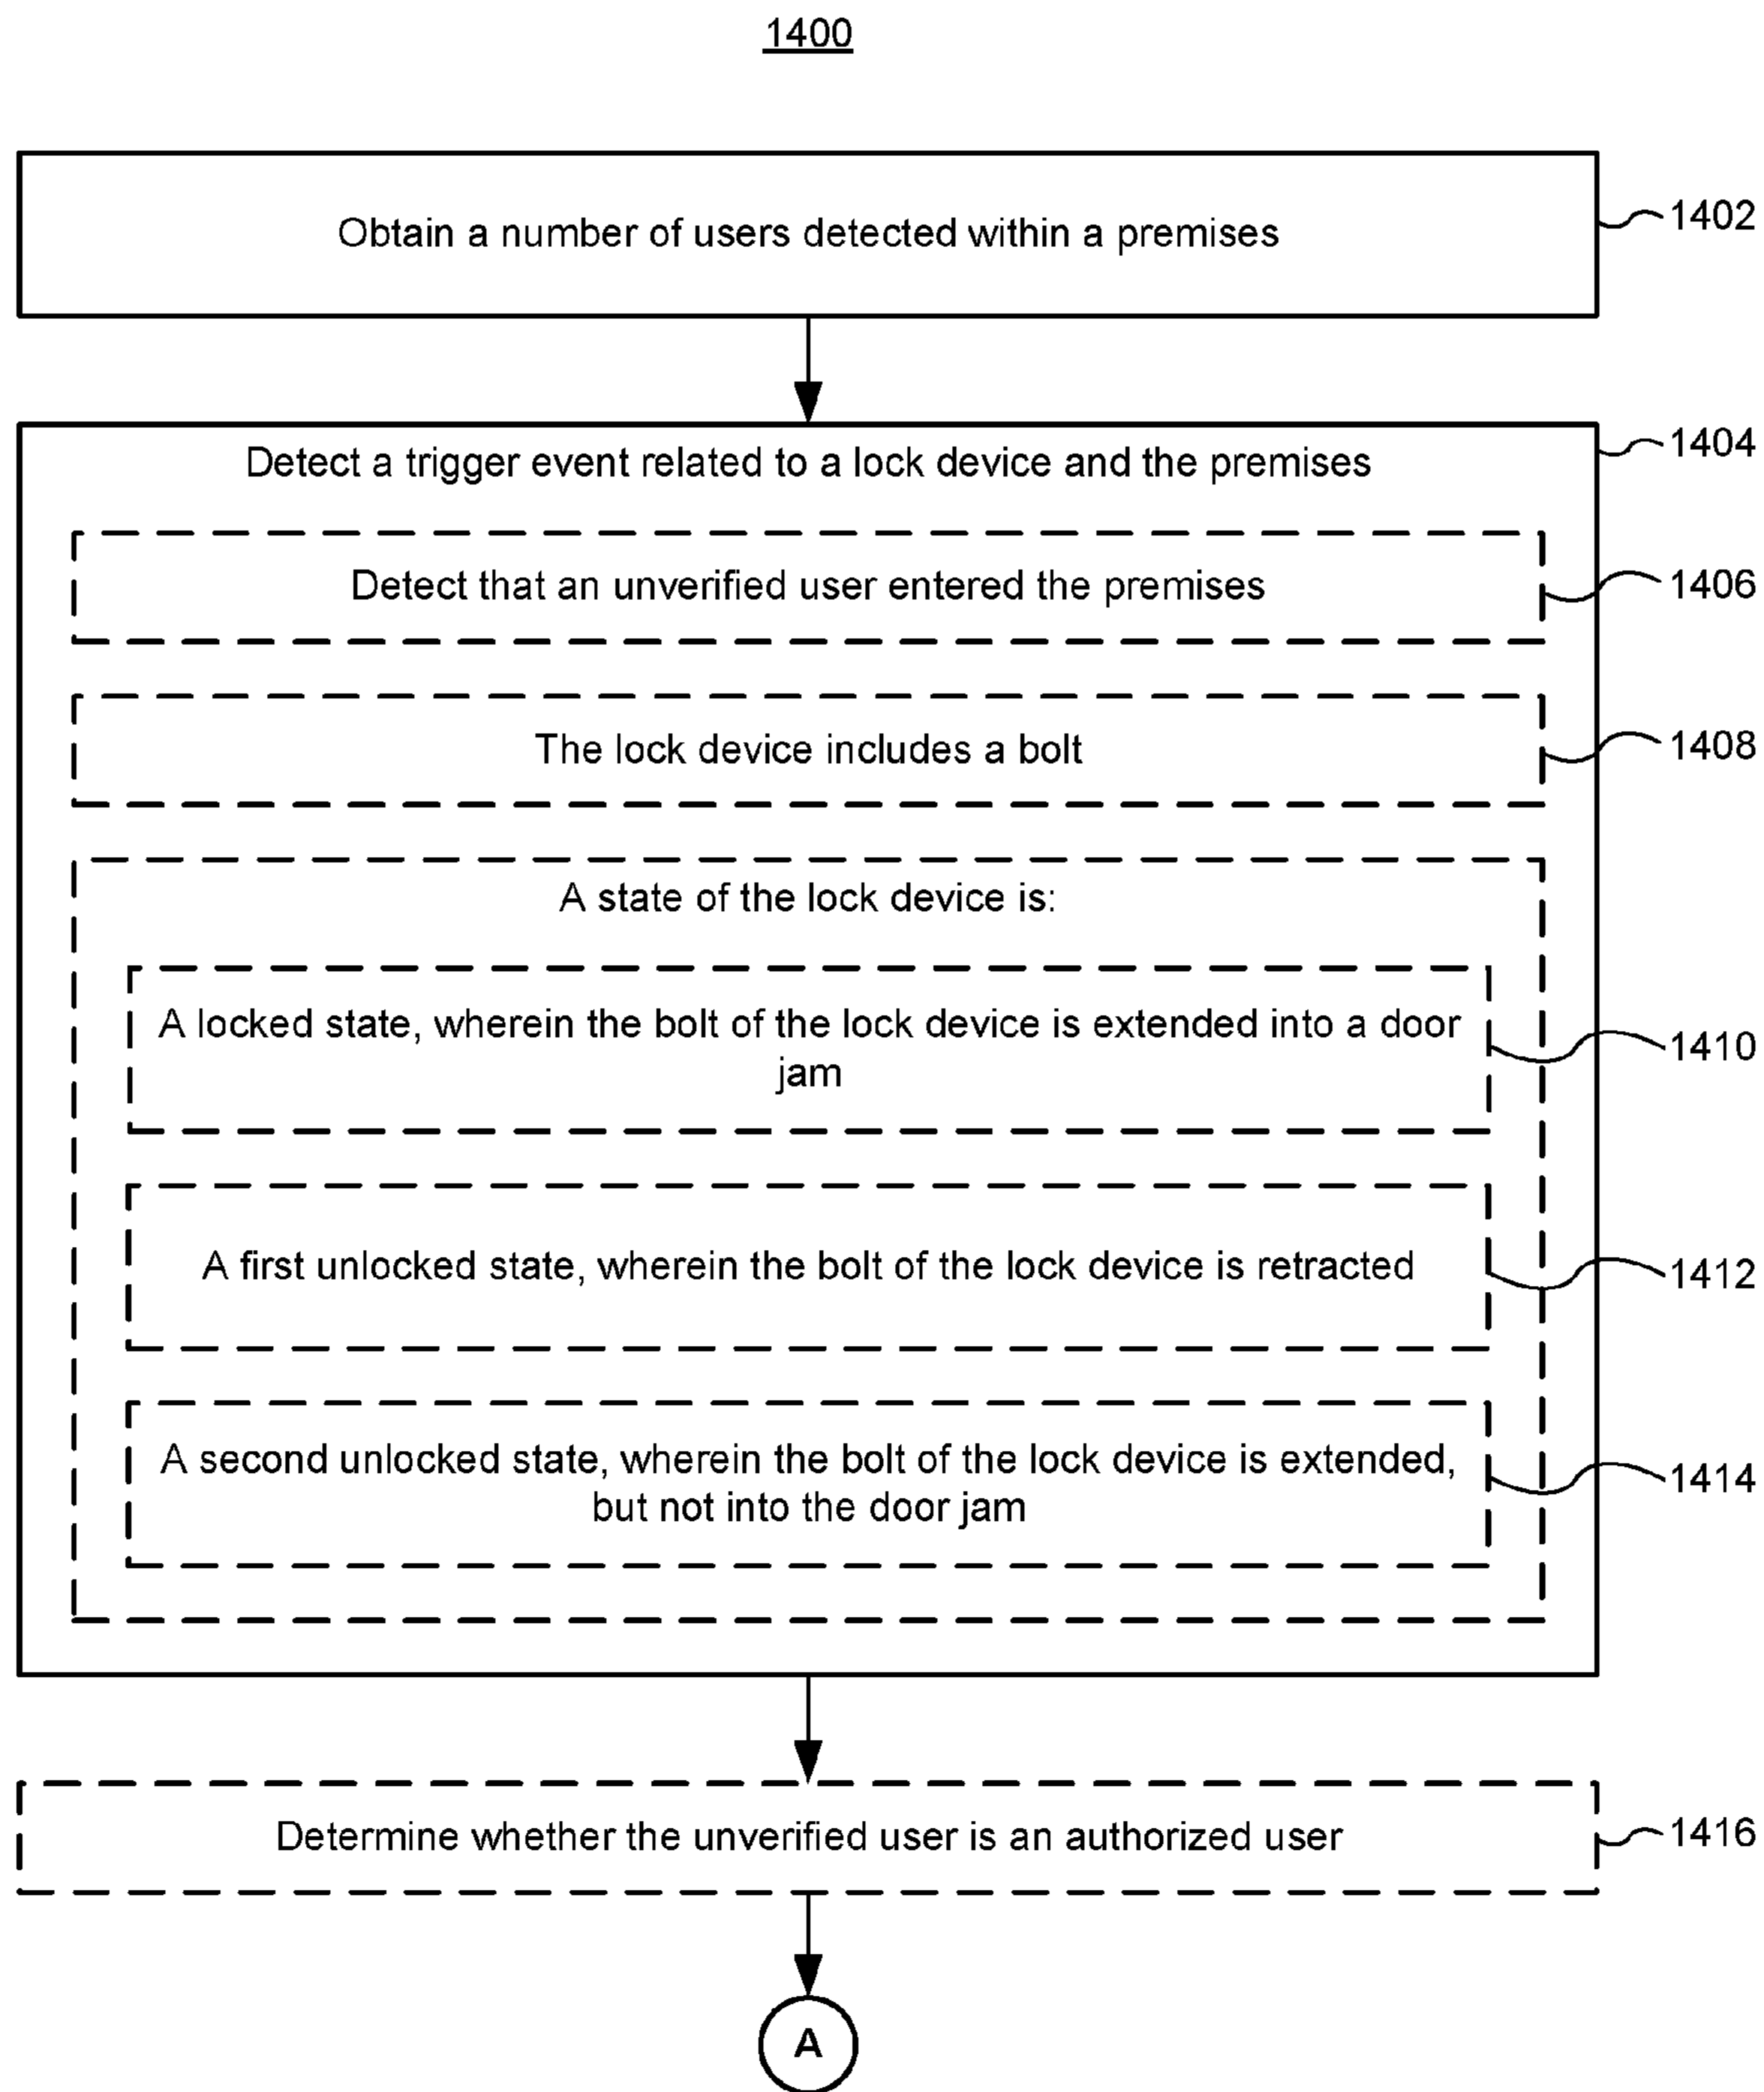 1400
Obtain a number of users detected within a premises
1402
Detect a trigger event related to a lock device and the premises
1404
Detect that an unverified user entered the premises
1406
The lock device includes a bolt
1408
A state of the lock device is:
A locked state, wherein the bolt of the lock device is extended into a door
jam
1410
A first unlocked state, wherein the bolt of the lock device is retracted
1412
A second unlocked state, wherein the bolt of the lock device is extended,
but not into the door jam
1414
Determine whether the unverified user is an authorized user
1416
A